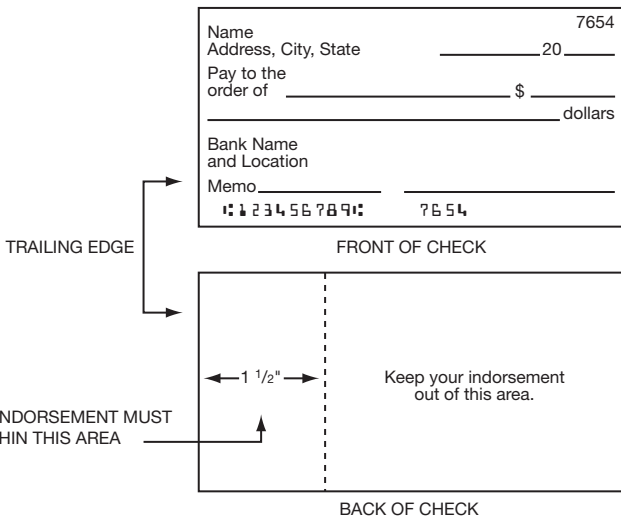 7654
Name
Address, City, State 20
Pay to the
order of $
dollars
Bank Name
and Location
Memo
⑆123456789⑆ 7654
TRAILING EDGE
FRONT OF CHECK
1 1/2"
Keep your indorsement
out of this area.
NDORSEMENT MUST
HIN THIS AREA
BACK OF CHECK